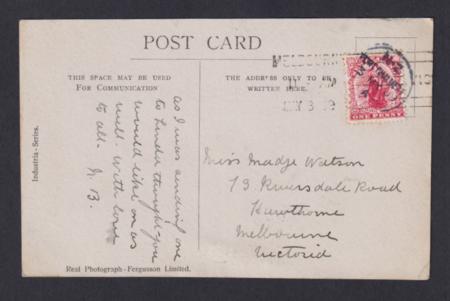 POST CARD
THIS SPACE MAY BE USED
FOR COMMUNICATION
THE ADDRESS ONLY TO BE
WRITTEN HERE.
MELBOURNE
N.Z
ONE PENNY
as I was sending one
to Linda thought you
would like one as
well. With love
to all. N. B.
Miss Madge Watson
73 Riversdale Road
Hawthorne
Melbourne
Victoria
Industria-Series.
Real Photograph-Fergusson Limited.